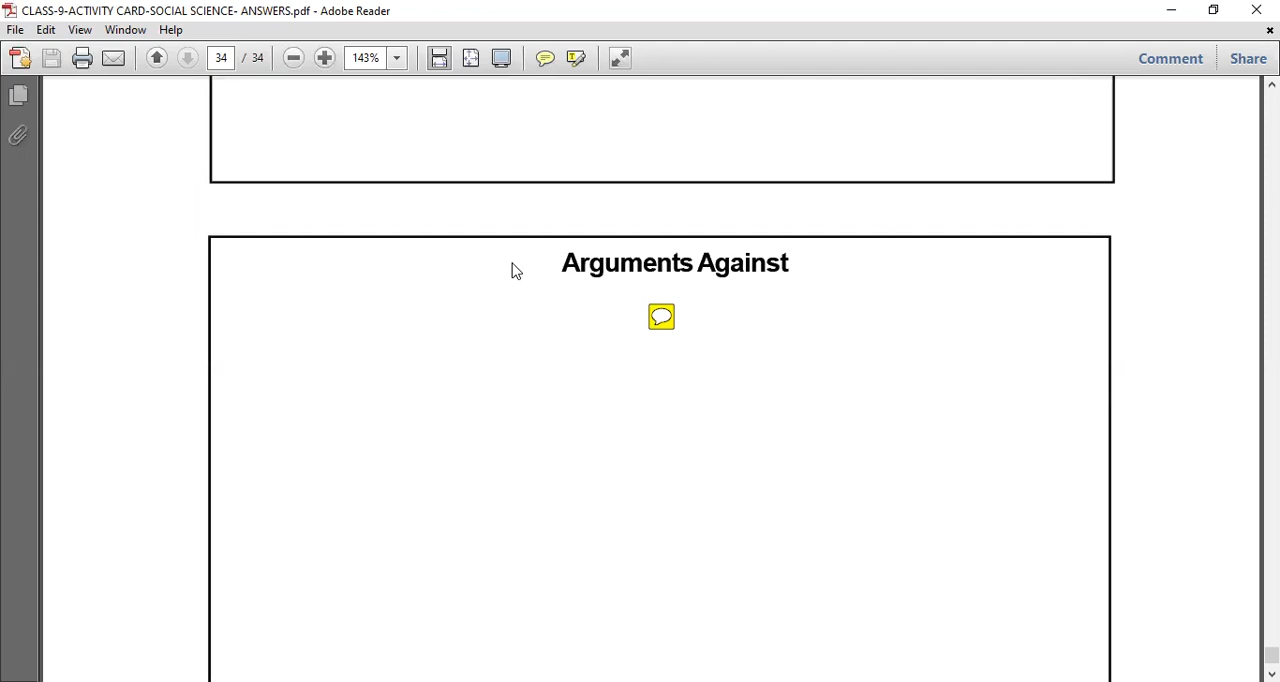 CLASS-9-ACTIVITY CARD-SOCIAL SCIENCE- ANSWERS.pdf - Adobe Reader
File Edit View Window Help
34 / 34 143% Comment Share
Arguments Against